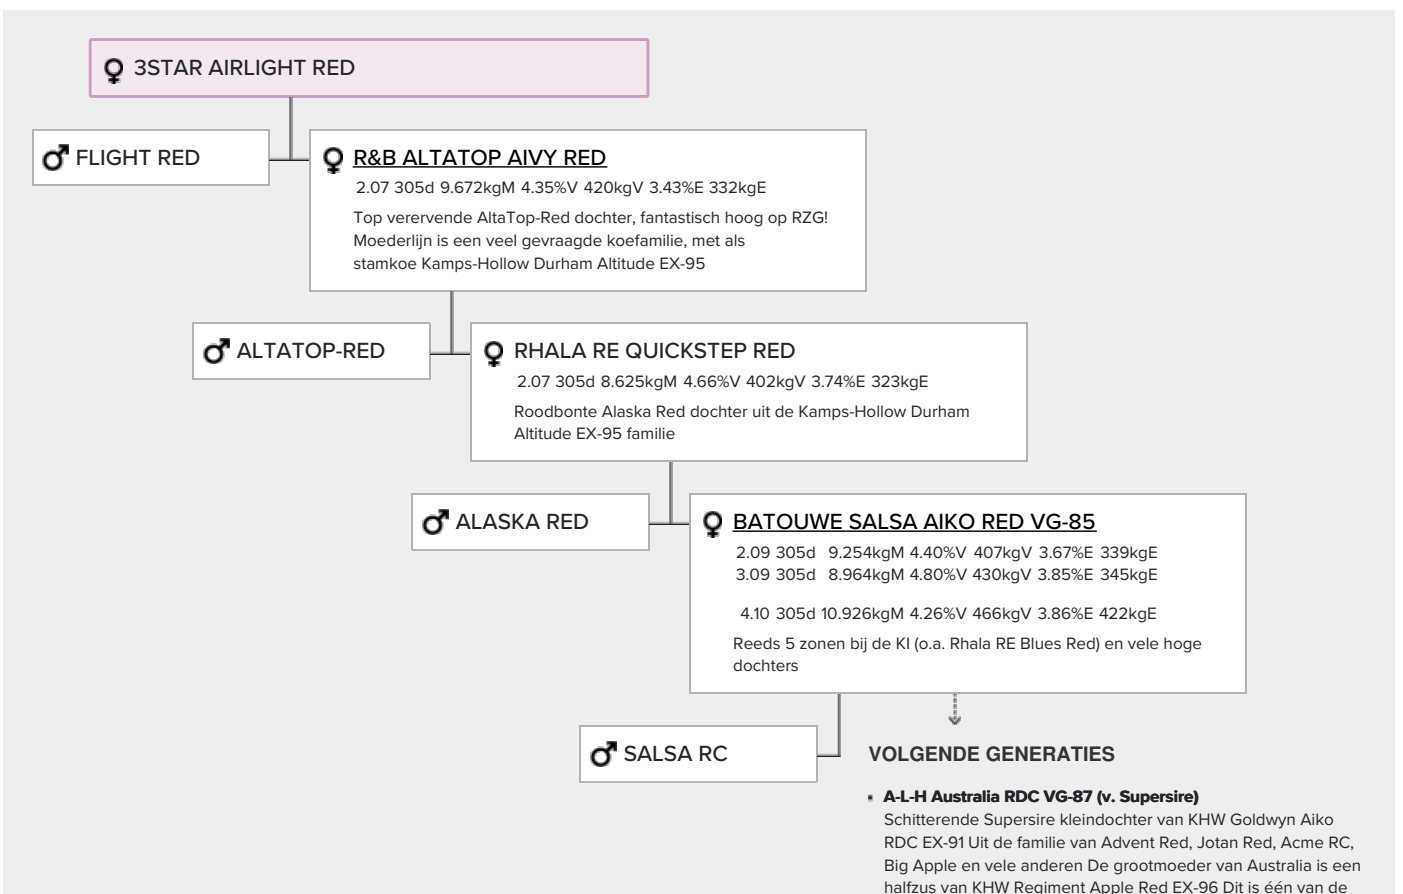 3STAR AIRLIGHT RED
FLIGHT RED
R&B ALTATOP AIVY RED
2.07 305d 9.672kgM 4.35%V 420kgV 3.43%E 332kgE
Top verervende AltaTop-Red dochter, fantastisch hoog op RZG!
Moederlijn is een veel gevraagde koefamilie, met als
stamkoe Kamps-Hollow Durham Altitude EX-95
ALTATOP-RED
RHALA RE QUICKSTEP RED
2.07 305d 8.625kgM 4.66%V 402kgV 3.74%E 323kgE
Roodbonte Alaska Red dochter uit de Kamps-Hollow Durham
Altitude EX-95 familie
ALASKA RED
BATOUWE SALSA AIKO RED VG-85
2.09 305d 9.254kgM 4.40%V 407kgV 3.67%E 339kgE
3.09 305d 8.964kgM 4.80%V 430kgV 3.85%E 345kgE
4.10 305d 10.926kgM 4.26%V 466kgV 3.86%E 422kgE
Reeds 5 zonen bij de KI (o.a. Rhala RE Blues Red) en vele hoge
dochters
SALSA RC
VOLGENDE GENERATIES
A-L-H Australia RDC VG-87 (v. Supersire)
Schitterende Supersire kleindochter van KHW Goldwyn Aiko
RDC EX-91 Uit de familie van Advent Red, Jotan Red, Acme RC,
Big Apple en vele anderen De grootmoeder van Australia is een
halfzus van KHW Regiment Apple Red EX-96 Dit is één van de